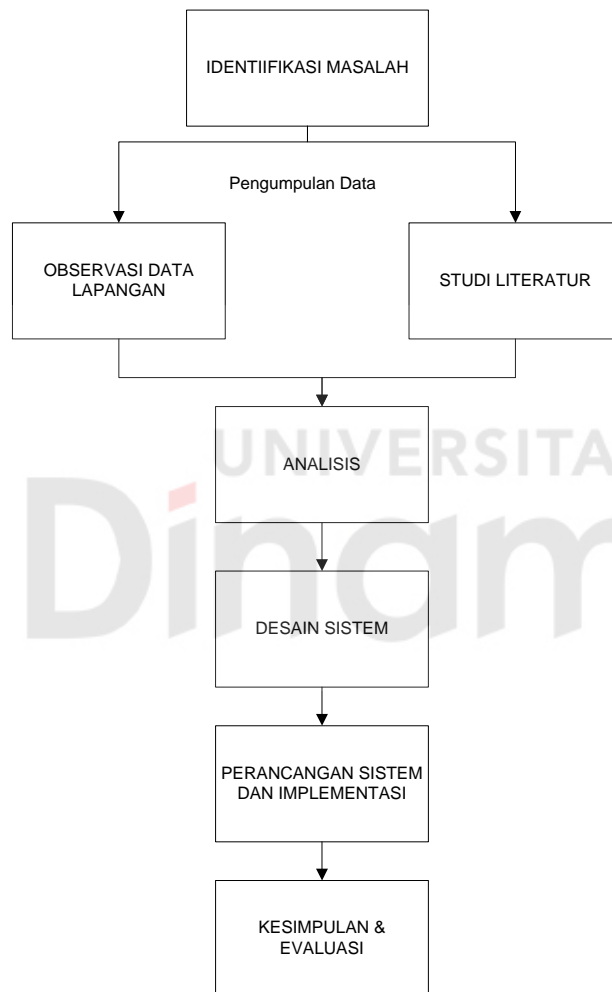 IDENTIIFIKASI MASALAH
Pengumpulan Data
OBSERVASI DATA
LAPANGAN
STUDI LITERATUR
UNIVERSITA
ANALISIS
Dinam
DESAIN SISTEM
PERANCANGAN SISTEM
DAN IMPLEMENTASI
KESIMPULAN &
EVALUASI